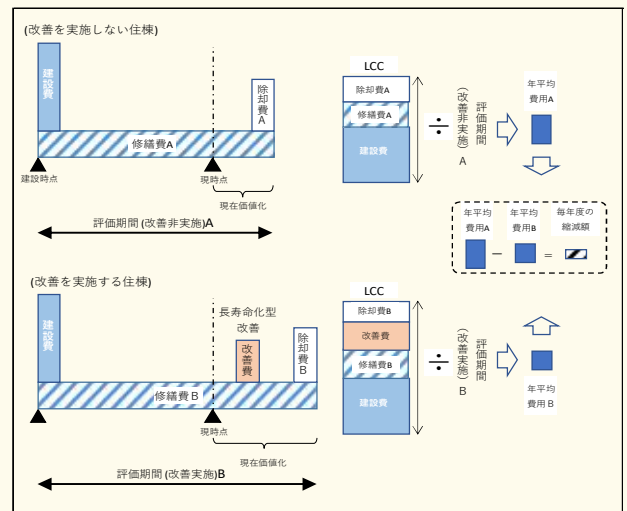 (改善を実施しない住棟)
建設費
除却費A
修繕費A
建設時点
現時点
現在価値化
評価期間(改善非実施)A
LCC
除却費A
修繕費A
建設費
÷
評価期間
(改善非実施)A
年平均
費用A
年平均
費用A
年平均
費用B
毎年度の
縮減額
－
＝
(改善を実施する住棟)
建設費
長寿命化型
改善
改善費
除却費B
修繕費B
現時点
現在価値化
評価期間(改善実施)B
LCC
除却費B
改善費
修繕費B
建設費
÷
評価期間
(改善実施)B
年平均
費用B